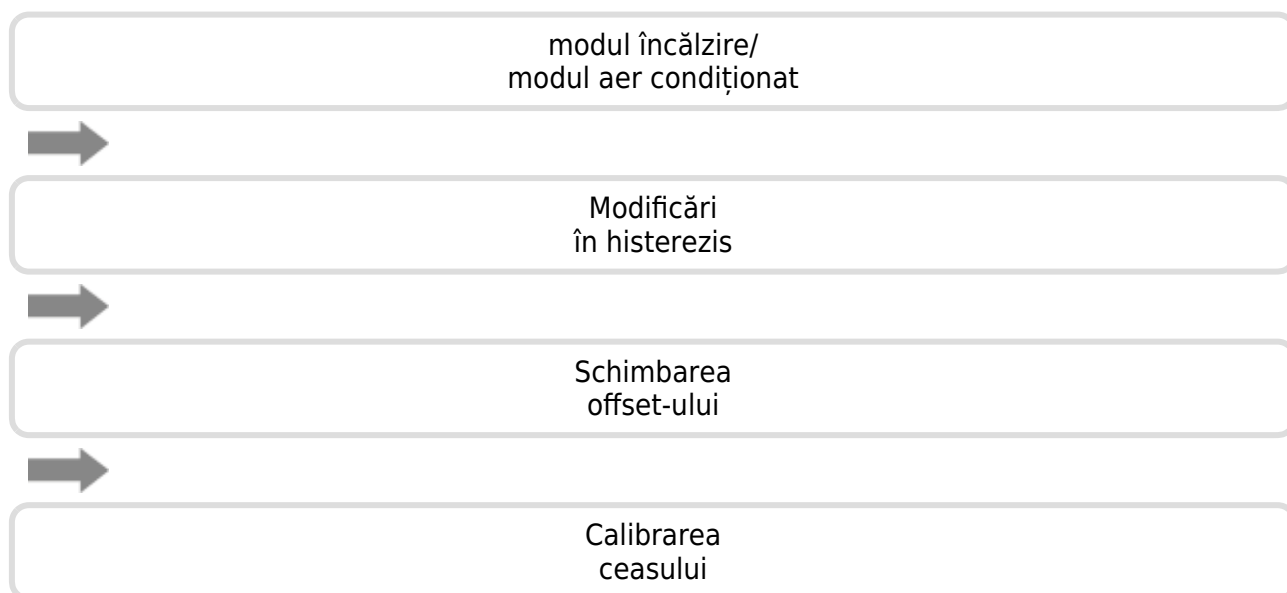 modul încălzire/
modul aer condiționat
Modificări
în histerezis
Schimbarea
offset-ului
Calibrarea
ceasului